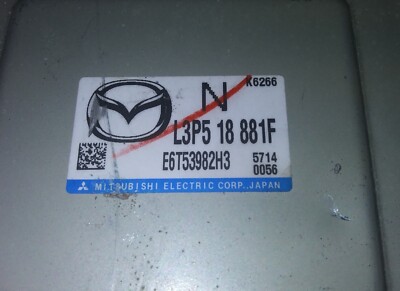 N K6266
L3P5 18 881F
E6T53982H3 5714
0056
MITSUBISHI ELECTRIC CORP., JAPAN